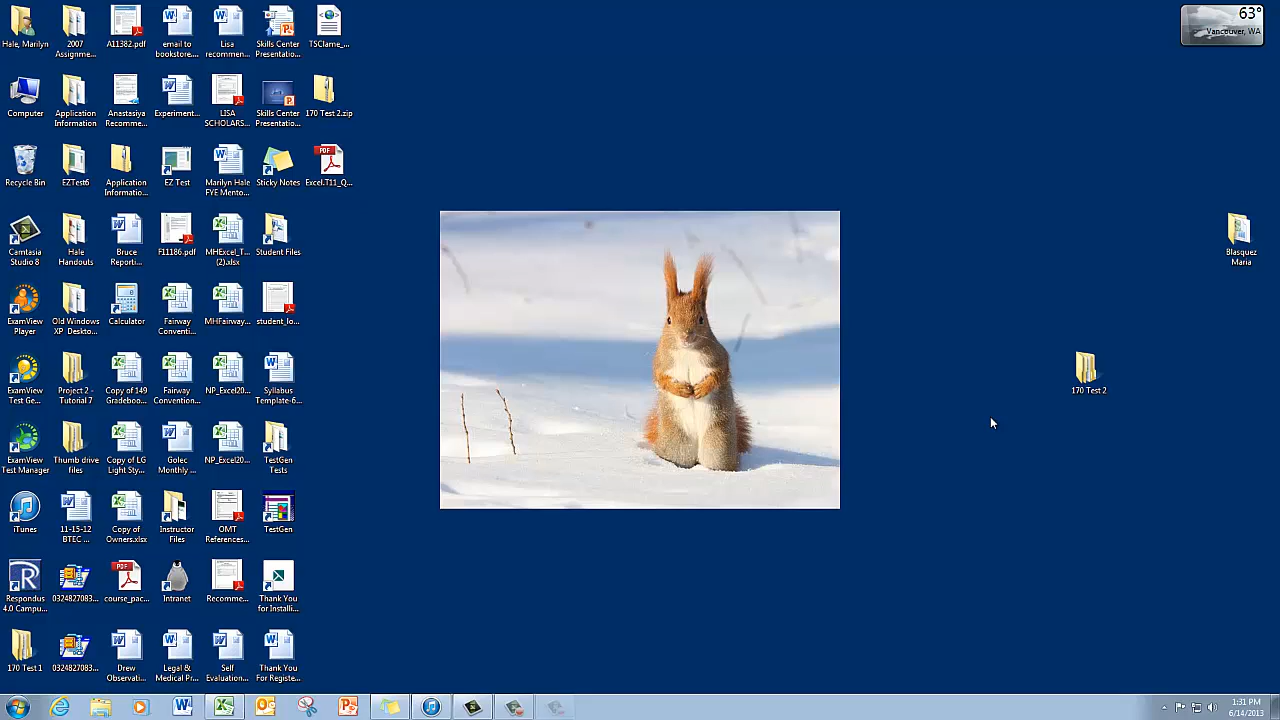 Hale, Marilyn
2007
Assignme...
A11382.pdf
email to
bookstore....
Lisa
recommen...
Skills Center
Presentatio...
TSClame_...
63°
Vancouver, WA
Computer
Application
Information
Anastasiya
Recomme...
Experiment...
LISA
SCHOLARS...
Skills Center
Presentatio...
170 Test 2.zip
Recycle Bin
EZTest6
Application
Informatio...
EZ Test
Marilyn Hale
FYE Mento...
Sticky Notes
PDF
Excel.T11_Q...
Camtasia
Studio 8
Hale
Handouts
Bruce
Reporti...
F11186.pdf
MHExcel_T...
(2).xlsx
Student Files
Blasquez
Maria
ExamView
Player
Old Windows
XP Deskto...
Calculator
Fairway
Conventi...
MHFairway...
student_lo...
ExamView
Test Ge...
Project 2 -
Tutorial 7
Copy of 149
Gradeboo...
Fairway
Convention...
NP_Excel20...
Syllabus
Template-6...
170 Test 2
ExamView
Test Manager
Thumb drive
files
Copy of LG
Light Sty...
Golec
Monthly ...
NP_Excel20...
TestGen
Tests
iTunes
11-15-12
BTEC ...
Copy of
Owners.xlsx
Instructor
Files
OMT
References...
TestGen
Respondus
4.0 Campu...
0324827083...
PDF
course_pac...
Intranet
Recomme...
Thank You
for Installi...
170 Test 1
0324827083...
Drew
Observati...
Legal &
Medical Pr...
Self
Evaluation...
Thank You
For Registe...
1:31 PM
6/14/2013